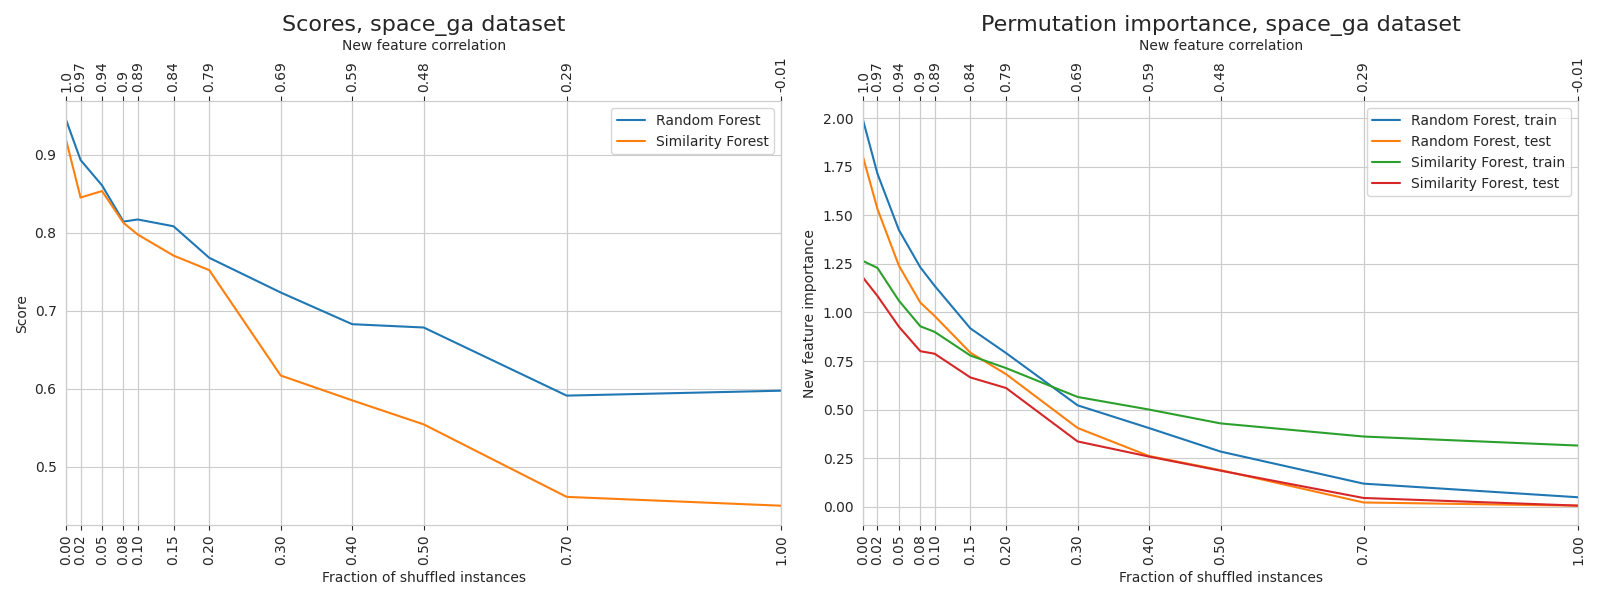 Scores, space_ga dataset
New feature correlation
1.0 0.97 0.94 0.9 0.89 0.84 0.79 0.69 0.59 0.48 0.29 -0.01
Random Forest
Similarity Forest
Score
0.9
0.8
0.7
0.6
0.5
0.00 0.02 0.05 0.08 0.10 0.15 0.20 0.30 0.40 0.50 0.70 1.00
Fraction of shuffled instances
Permutation importance, space_ga dataset
New feature correlation
1.0 0.97 0.94 0.9 0.89 0.84 0.79 0.69 0.59 0.48 0.29 -0.01
Random Forest, train
Random Forest, test
Similarity Forest, train
Similarity Forest, test
New feature importance
2.00
1.75
1.50
1.25
1.00
0.75
0.50
0.25
0.00
0.00 0.02 0.05 0.08 0.10 0.15 0.20 0.30 0.40 0.50 0.70 1.00
Fraction of shuffled instances